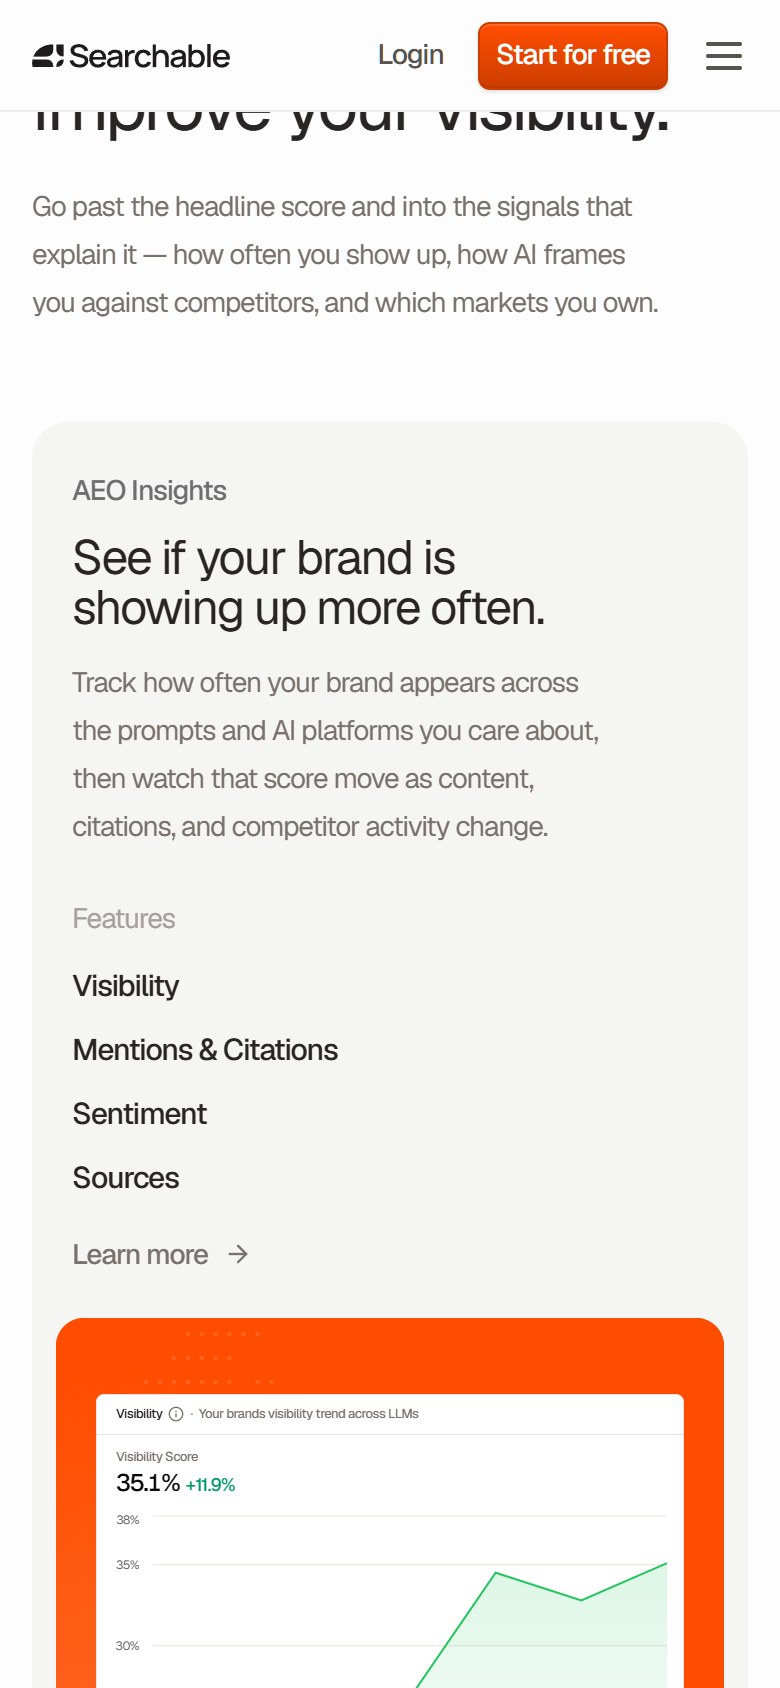 Searchable
Login
Start for free
Improve your visibility.
Go past the headline score and into the signals that
explain it — how often you show up, how AI frames
you against competitors, and which markets you own.
AEO Insights
See if your brand is
showing up more often.
Track how often your brand appears across
the prompts and AI platforms you care about,
then watch that score move as content,
citations, and competitor activity change.
Features
Visibility
Mentions & Citations
Sentiment
Sources
Learn more →
Visibility · Your brands visibility trend across LLMs
Visibility Score
35.1% +11.9%
38%
35%
30%